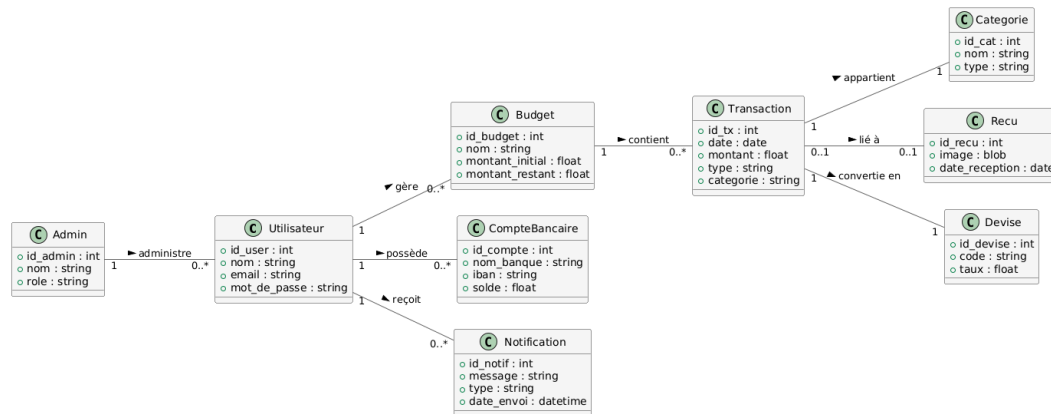 C Categorie
id_cat : int
nom : string
type : string
1
appartient
1
C Budget
id_budget : int
nom : string
montant_initial : float
montant_restant : float
1
contient
0..*
C Transaction
id_tx : int
date : date
montant : float
type : string
categorie : string
0..1
lié à
0..1
C Recu
id_recu : int
image : blob
date_reception : date
1
convertie en
1
C Devise
id_devise : int
code : string
taux : float
C Admin
id_admin : int
nom : string
role : string
1
administre
0..*
C Utilisateur
id_user : int
nom : string
email : string
mot_de_passe : string
1
gère
0..*
1
possède
0..*
C CompteBancaire
id_compte : int
nom_banque : string
iban : string
solde : float
1
reçoit
0..*
C Notification
id_notif : int
message : string
type : string
date_envoi : datetime